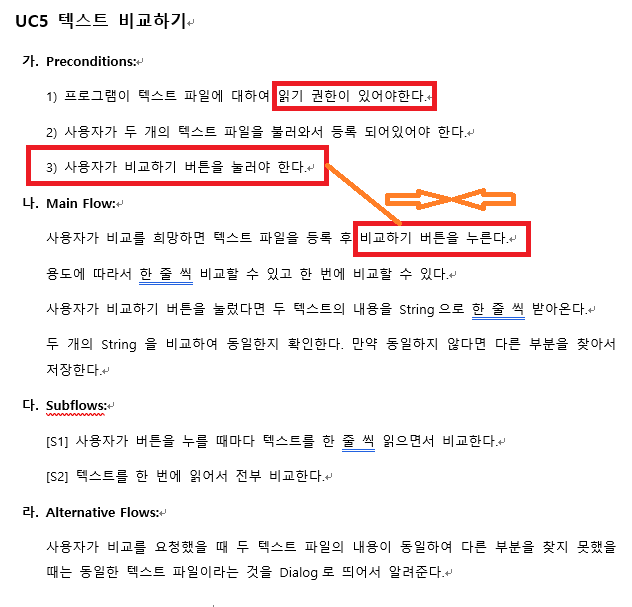 UC5 텍스트 비교하기
가. Preconditions:
1) 프로그램이 텍스트 파일에 대하여 읽기 권한이 있어야한다.
2) 사용자가 두 개의 텍스트 파일을 불러와서 등록 되어있어야 한다.
3) 사용자가 비교하기 버튼을 눌러야 한다.
나. Main Flow:
사용자가 비교를 희망하면 텍스트 파일을 등록 후 비교하기 버튼을 누른다.
용도에 따라서 한 줄 씩 비교할 수 있고 한 번에 비교할 수 있다.
사용자가 비교하기 버튼을 눌렀다면 두 텍스트의 내용을 String으로 한 줄 씩 받아온다.
두 개의 String 을 비교하여 동일한지 확인한다. 만약 동일하지 않다면 다른 부분을 찾아서
저장한다.
다. Subflows:
[S1] 사용자가 버튼을 누를 때마다 텍스트를 한 줄 씩 읽으면서 비교한다.
[S2] 텍스트를 한 번에 읽어서 전부 비교한다.
라. Alternative Flows:
사용자가 비교를 요청했을 때 두 텍스트 파일의 내용이 동일하여 다른 부분을 찾지 못했을
때는 동일한 텍스트 파일이라는 것을 Dialog로 띄어서 알려준다.